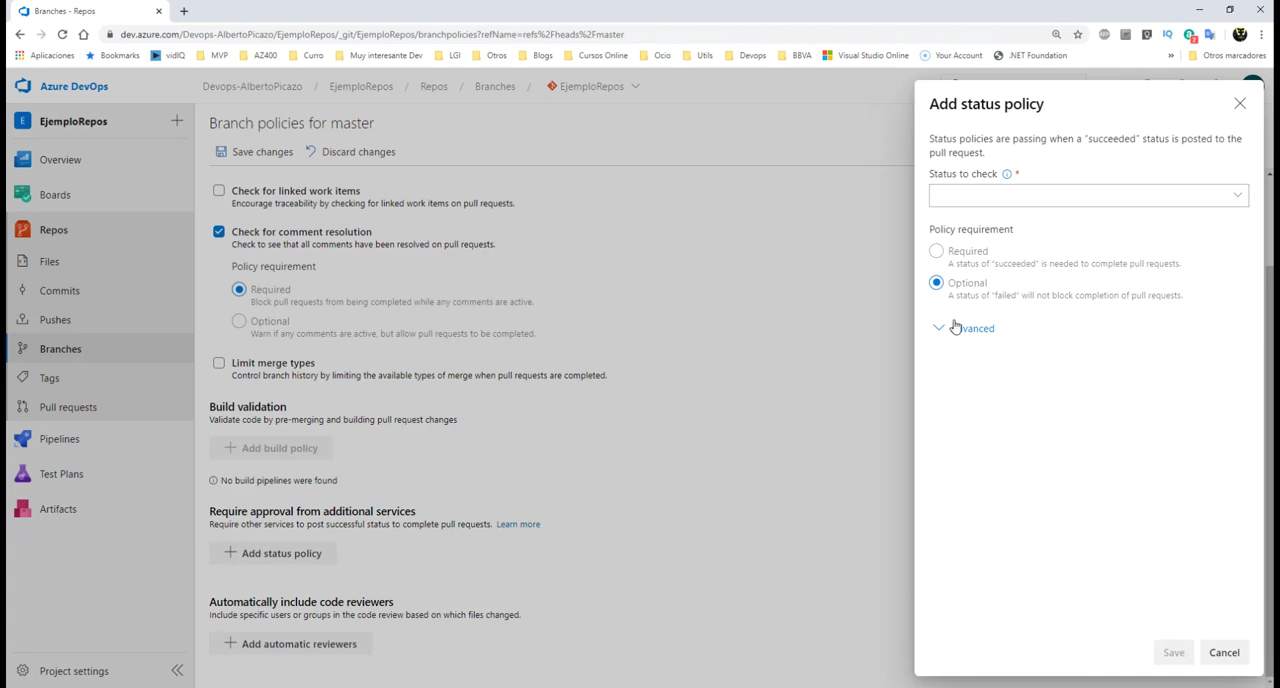 Branches - Repos
dev.azure.com/Devops-AlbertoPicazo/EjemploRepos/_git/EjemploRepos/branchpolicies?refName=refs%2Fheads%2Fmaster
Aplicaciones Bookmarks vidIQ MVP AZ400 Curro Muy interesante Dev LGI Otros Blogs Cursos Online Ocio Utils Devops BBVA Visual Studio Online Your Account .NET Foundation » Otros marcadores
Azure DevOps
Devops-AlbertoPicazo / EjemploRepos / Repos / Branches / EjemploRepos
E EjemploRepos
Overview
Boards
Repos
Files
Commits
Pushes
Branches
Tags
Pull requests
Pipelines
Test Plans
Artifacts
Project settings
Branch policies for master
Save changes Discard changes
Check for linked work items
Encourage traceability by checking for linked work items on pull requests.
Check for comment resolution
Check to see that all comments have been resolved on pull requests.
Policy requirement
Required
Block pull requests from being completed while any comments are active.
Optional
Warn if any comments are active, but allow pull requests to be completed.
Limit merge types
Control branch history by limiting the available types of merge when pull requests are completed.
Build validation
Validate code by pre-merging and building pull request changes
Add build policy
No build pipelines were found
Require approval from additional services
Require other services to post successful status to complete pull requests. Learn more
Add status policy
Automatically include code reviewers
Include specific users or groups in the code review based on which files changed.
Add automatic reviewers
Add status policy
Status policies are passing when a "succeeded" status is posted to the
pull request.
Status to check *
Policy requirement
Required
A status of "succeeded" is needed to complete pull requests.
Optional
A status of "failed" will not block completion of pull requests.
vanced
Save Cancel